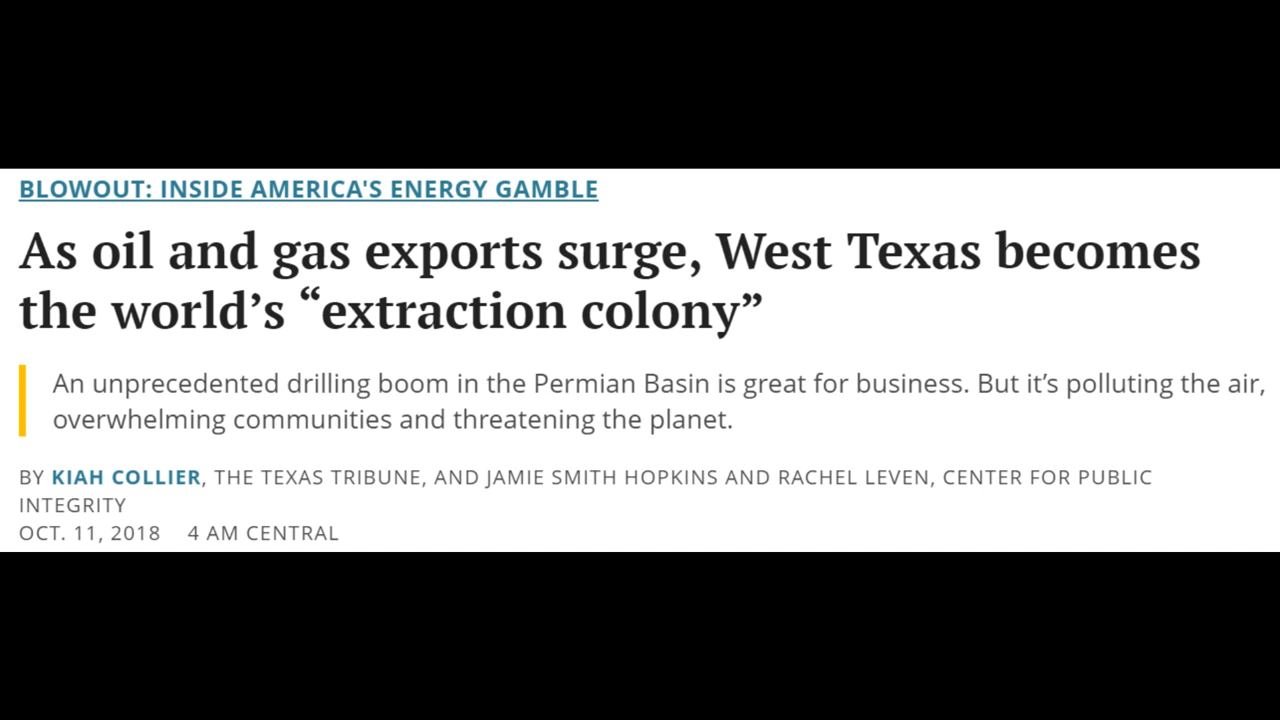 BLOWOUT: INSIDE AMERICA'S ENERGY GAMBLE
As oil and gas exports surge, West Texas becomes
the world’s “extraction colony”
An unprecedented drilling boom in the Permian Basin is great for business. But it’s polluting the air,
overwhelming communities and threatening the planet.
BY KIAH COLLIER, THE TEXAS TRIBUNE, AND JAMIE SMITH HOPKINS AND RACHEL LEVEN, CENTER FOR PUBLIC
INTEGRITY
OCT. 11, 2018 4 AM CENTRAL